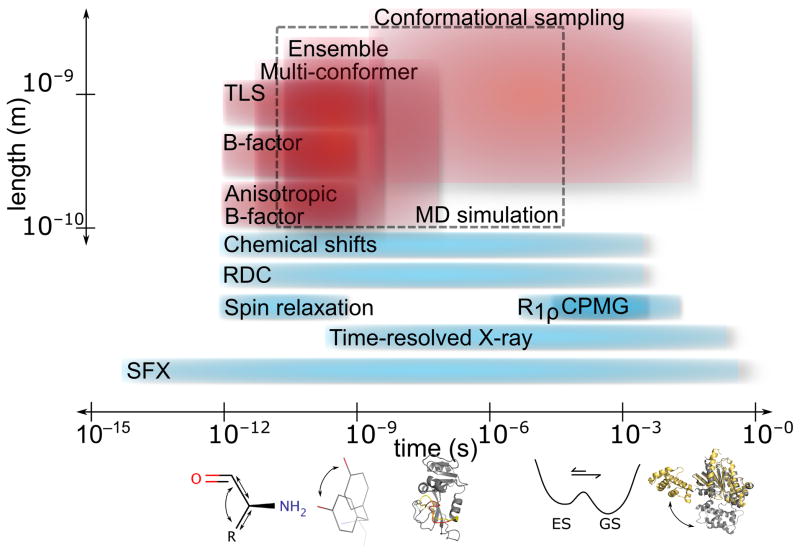 Conformational sampling
Ensemble
Multi-conformer
10⁻⁹
TLS
B-factor
length (m)
Anisotropic
B-factor
MD simulation
10⁻¹⁰
Chemical shifts
RDC
Spin relaxation
R₁ρ CPMG
Time-resolved X-ray
SFX
10⁻¹⁵ 10⁻¹² 10⁻⁹ 10⁻⁶ 10⁻³ 10⁻⁰
time (s)
O
NH₂
R
ES GS